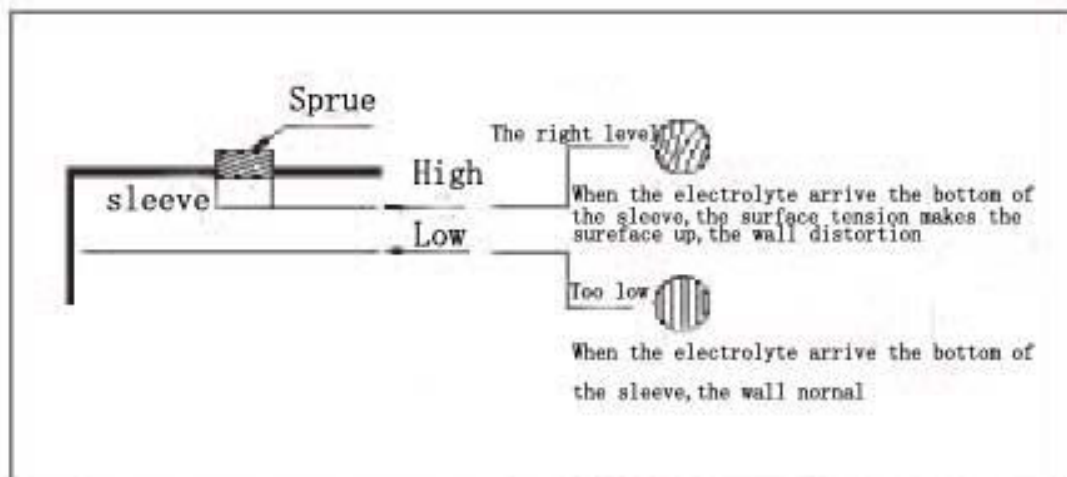 Sprue
The right level
High
sleeve
When the electrolyte arrive the bottom of
the sleeve, the surface tension makes the
sureface up, the wall distortion
Low
Too low
When the electrolyte arrive the bottom of
the sleeve, the wall nornal